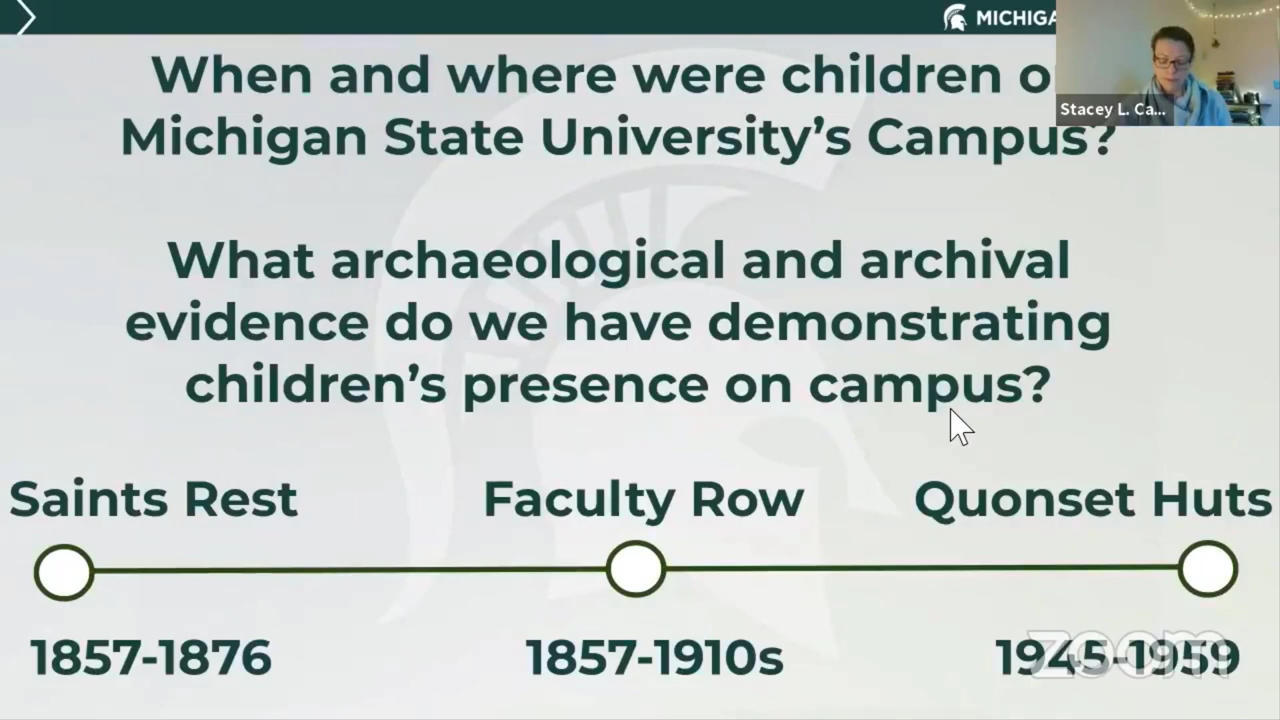 MICHIGA
When and where were children o
Michigan State University's Campus?
Stacey L. Ca...
What archaeological and archival
evidence do we have demonstrating
children's presence on campus?
Saints Rest
Faculty Row
Quonset Huts
1857-1876
1857-1910s
1945-1959
zoom